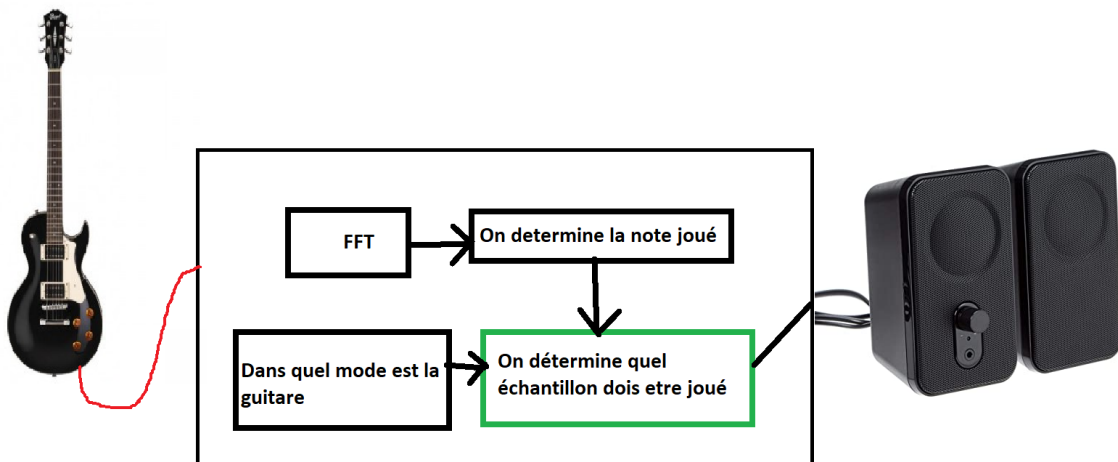 FFT
On determine la note joué
Dans quel mode est la
guitare
On détermine quel
échantillon dois etre joué